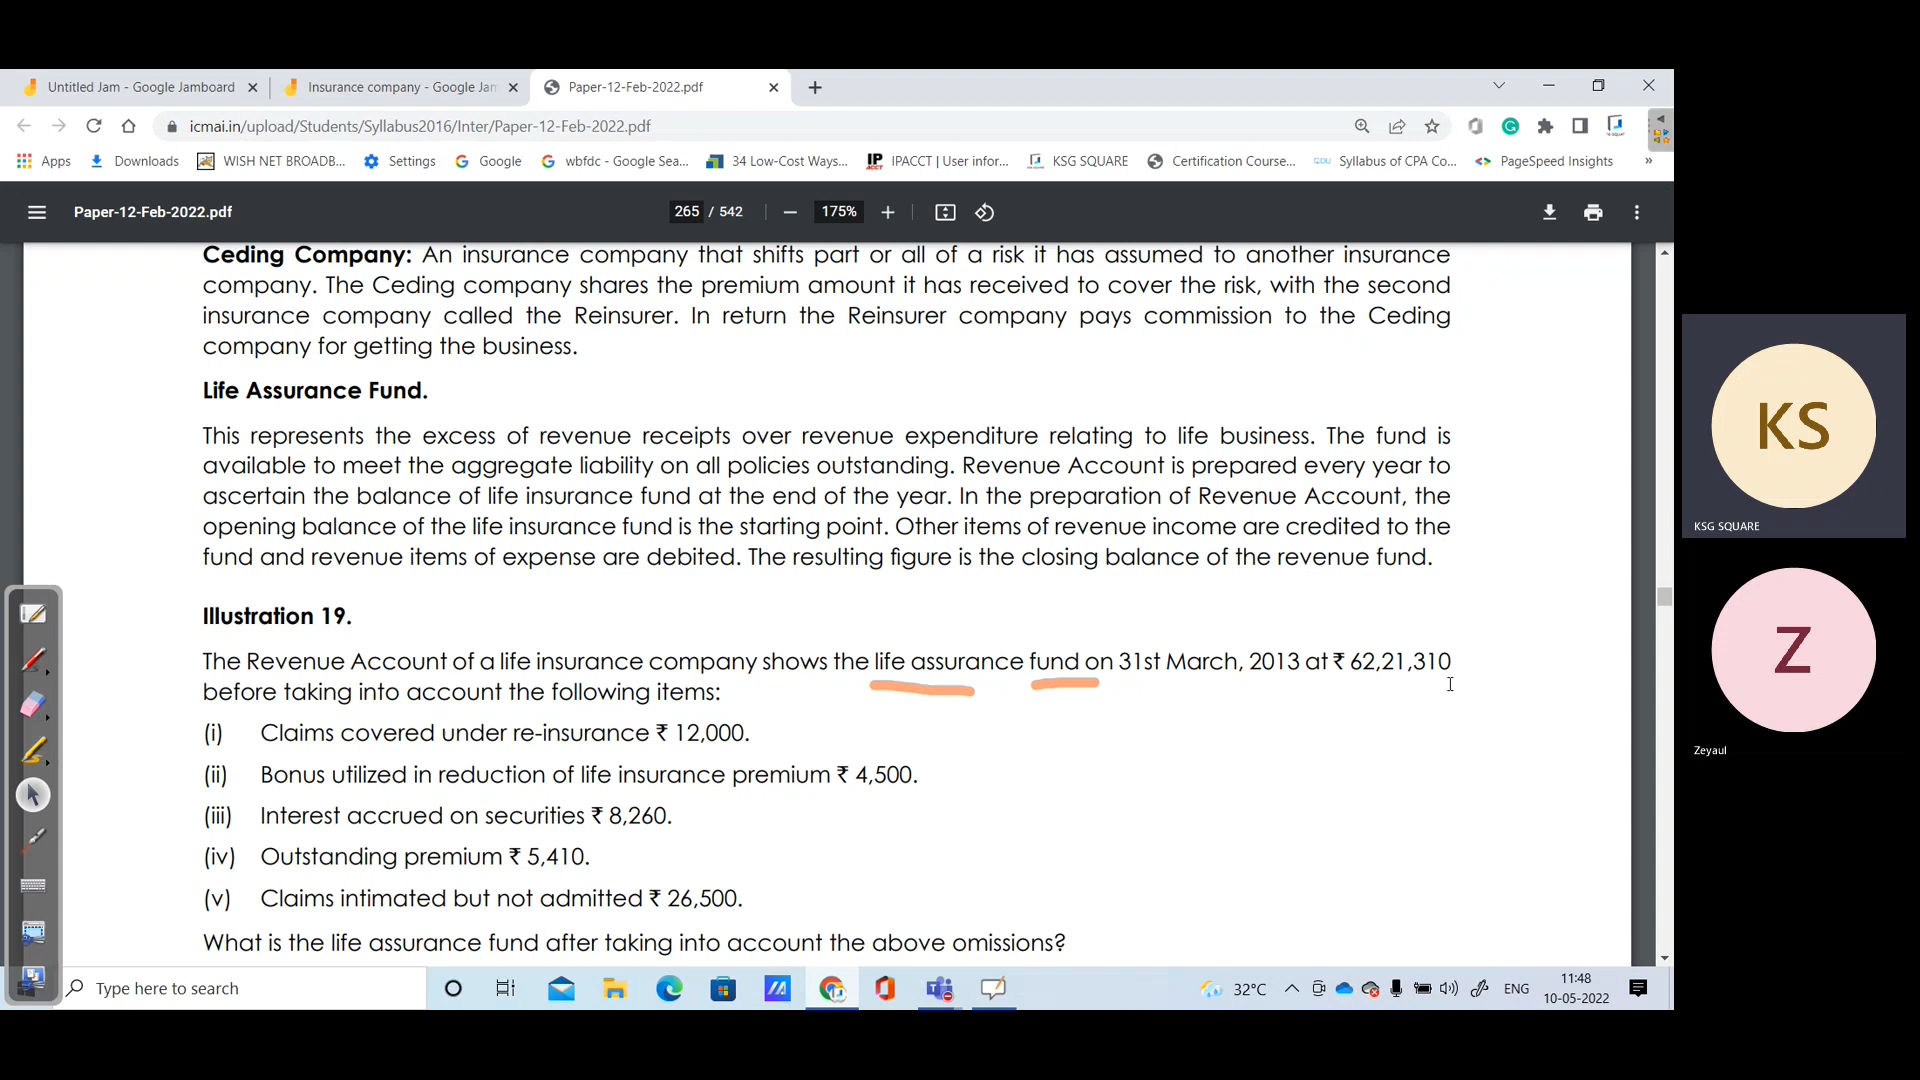 Untitled Jam - Google Jamboard
Insurance company - Google Jam
Paper-12-Feb-2022.pdf
icmai.in/upload/Students/Syllabus2016/Inter/Paper-12-Feb-2022.pdf
Apps
Downloads
WISH NET BROADB...
Settings
Google
wbfdc - Google Sea...
34 Low-Cost Ways...
IPACCT | User infor...
KSG SQUARE
Certification Course...
Syllabus of CPA Co...
PageSpeed Insights
»
Paper-12-Feb-2022.pdf
265 / 542
175%
Ceding Company: An insurance company that shifts part or all of a risk it has assumed to another insurance
company. The Ceding company shares the premium amount it has received to cover the risk, with the second
insurance company called the Reinsurer. In return the Reinsurer company pays commission to the Ceding
company for getting the business.
Life Assurance Fund.
This represents the excess of revenue receipts over revenue expenditure relating to life business. The fund is
available to meet the aggregate liability on all policies outstanding. Revenue Account is prepared every year to
ascertain the balance of life insurance fund at the end of the year. In the preparation of Revenue Account, the
opening balance of the life insurance fund is the starting point. Other items of revenue income are credited to the
fund and revenue items of expense are debited. The resulting figure is the closing balance of the revenue fund.
Illustration 19.
The Revenue Account of a life insurance company shows the life assurance fund on 31st March, 2013 at ₹ 62,21,310
before taking into account the following items:
(i) Claims covered under re-insurance ₹ 12,000.
(ii) Bonus utilized in reduction of life insurance premium ₹ 4,500.
(iii) Interest accrued on securities ₹ 8,260.
(iv) Outstanding premium ₹ 5,410.
(v) Claims intimated but not admitted ₹ 26,500.
What is the life assurance fund after taking into account the above omissions?
KS
KSG SQUARE
Z
Zeyaul
Type here to search
32°C
ENG
11:48
10-05-2022